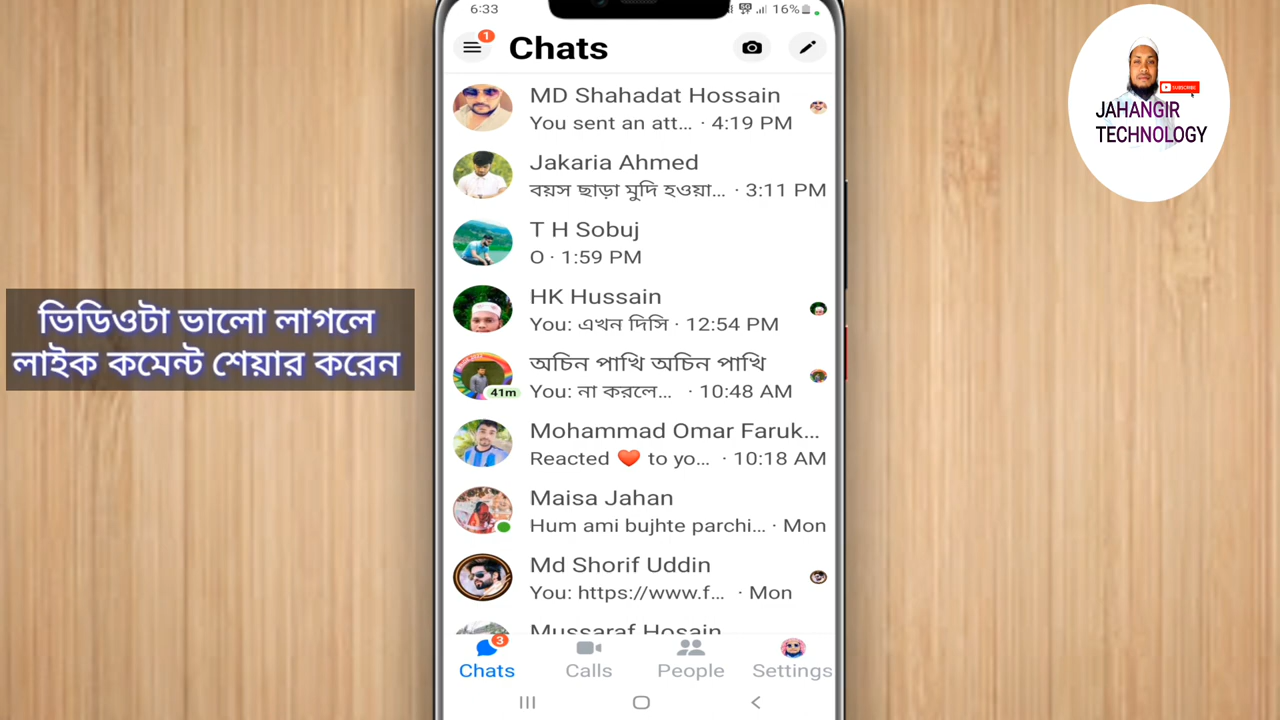 6:33
16%
1
Chats
SUBSCRIBE
JAHANGIR
TECHNOLOGY
MD Shahadat Hossain
You sent an att... · 4:19 PM
Jakaria Ahmed
বয়স ছাড়া মুদি হওয়া... · 3:11 PM
T H Sobuj
O · 1:59 PM
HK Hussain
You: এখন দিসি · 12:54 PM
ভিডিওটা ভালো লাগলে
লাইক কমেন্ট শেয়ার করেন
অচিন পাখি অচিন পাখি
You: না করলে... · 10:48 AM
41m
Mohammad Omar Faruk...
Reacted ❤️ to yo... · 10:18 AM
Maisa Jahan
Hum ami bujhte parchi... · Mon
Md Shorif Uddin
You: https://www.f... · Mon
Mussaraf Hosain
3
Chats Calls People Settings